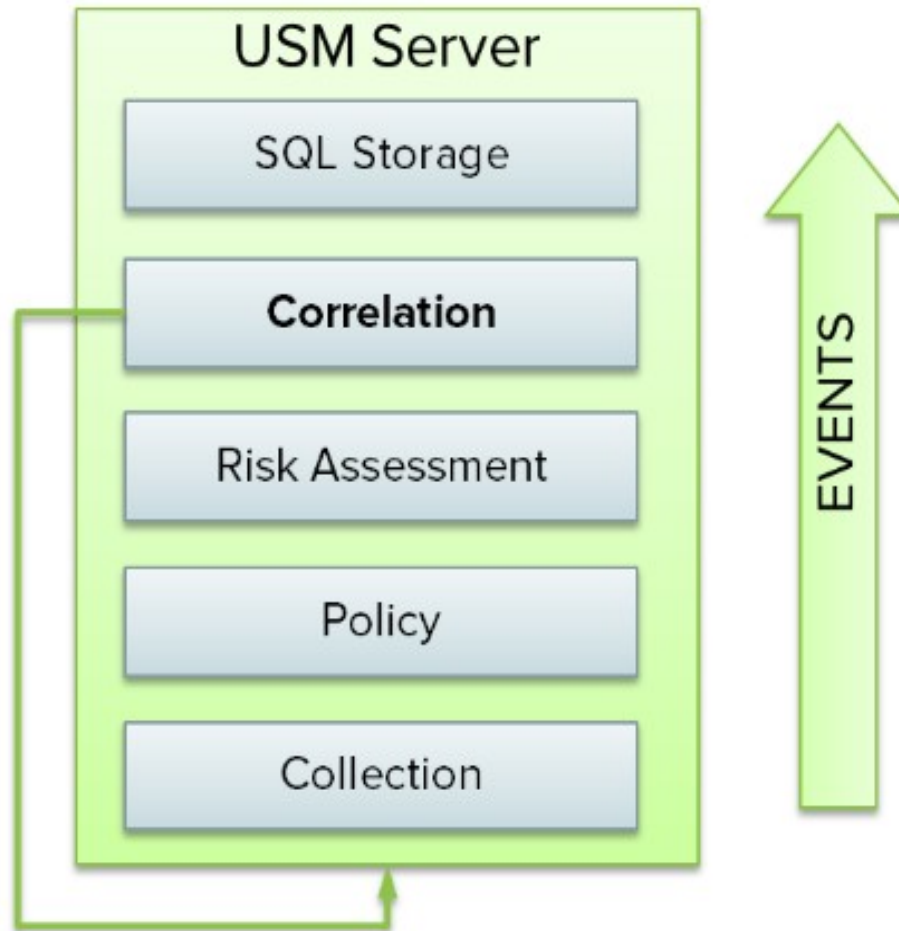 USM Server
SQL Storage
Correlation
Risk Assessment
Policy
Collection
EVENTS